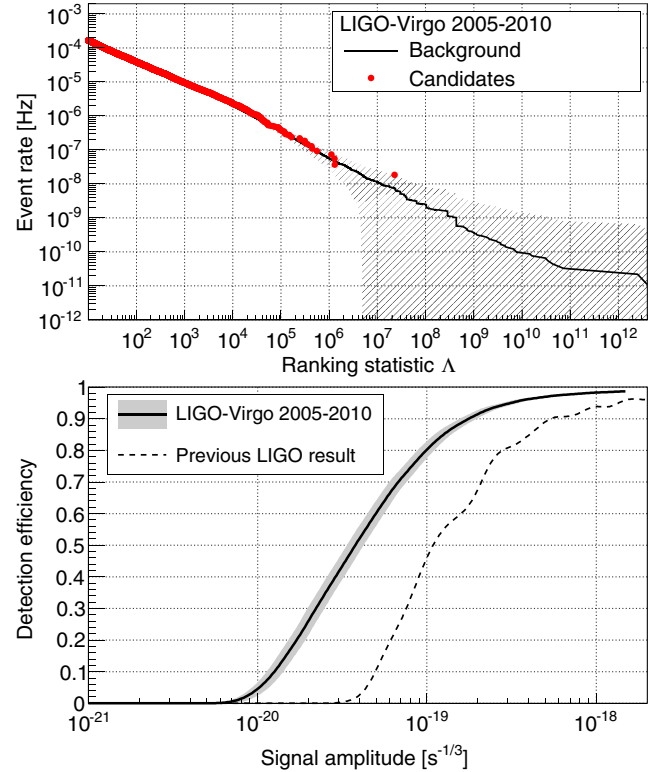 LIGO-Virgo 2005-2010
Background
Candidates
Event rate [Hz]
10^-3
10^-4
10^-5
10^-6
10^-7
10^-8
10^-9
10^-10
10^-11
10^-12
10^2 10^3 10^4 10^5 10^6 10^7 10^8 10^9 10^10 10^11 10^12
Ranking statistic Λ
LIGO-Virgo 2005-2010
Previous LIGO result
Detection efficiency
1
0.9
0.8
0.7
0.6
0.5
0.4
0.3
0.2
0.1
0
10^-21 10^-20 10^-19 10^-18
Signal amplitude [s^-1/3]